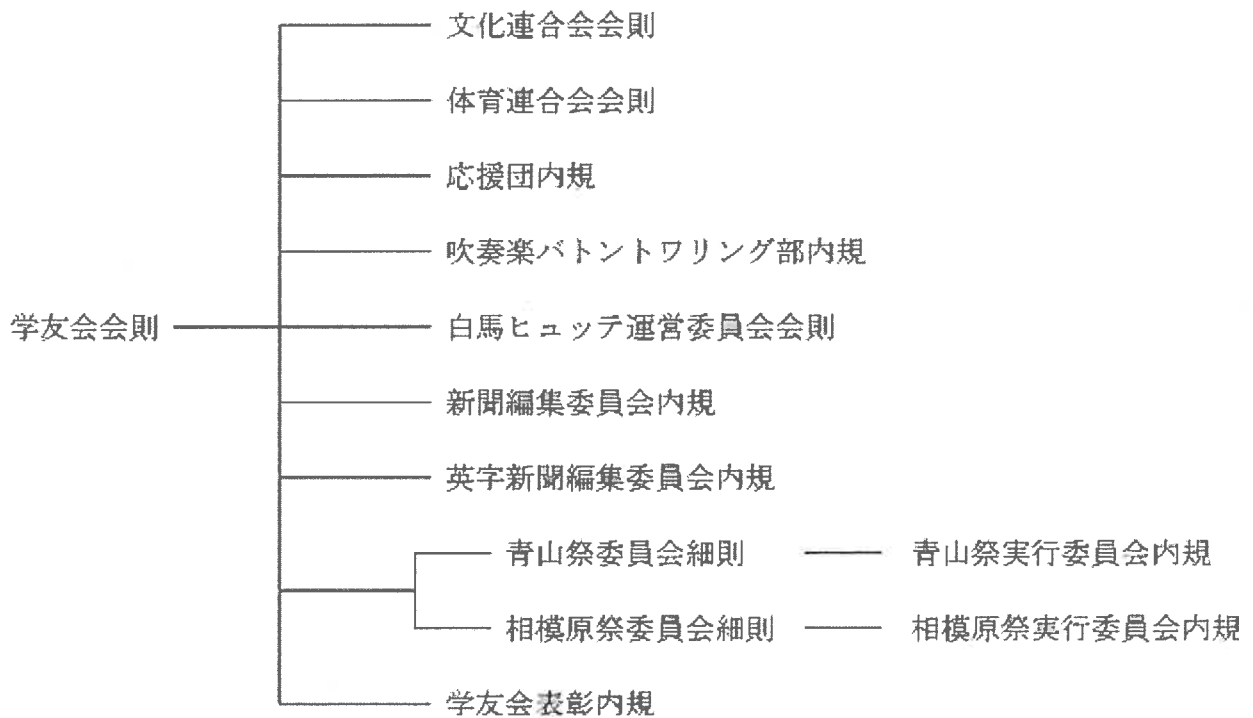 文化連合会会則
体育連合会会則
応援団内規
吹奏楽バトントワリング部内規
学友会会則
白馬ヒュッテ運営委員会会則
新聞編集委員会内規
英字新聞編集委員会内規
青山祭委員会細則 青山祭実行委員会内規
相模原祭委員会細則 相模原祭実行委員会内規
学友会表彰内規